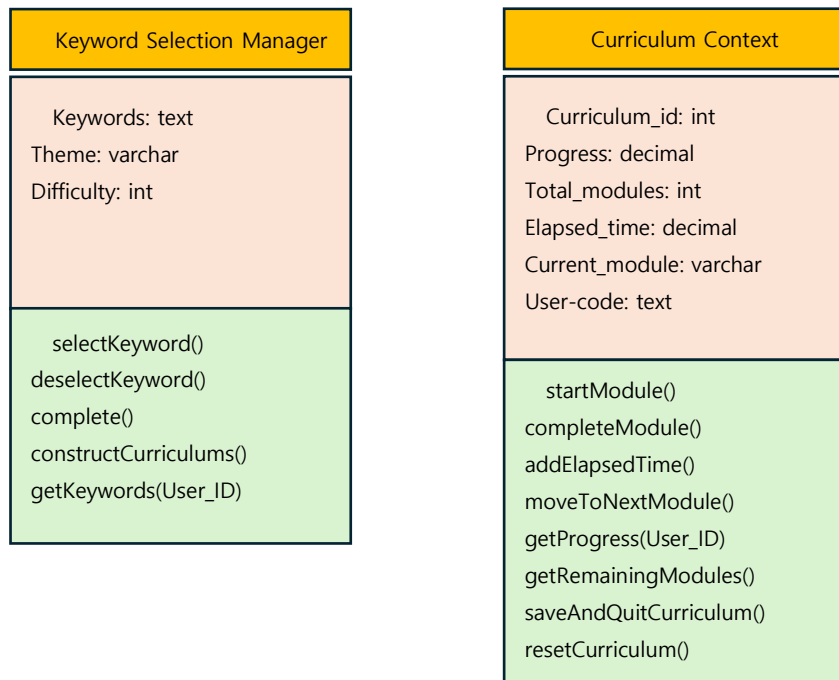 Keyword Selection Manager
Keywords: text
Theme: varchar
Difficulty: int
selectKeyword()
deselectKeyword()
complete()
constructCurriculums()
getKeywords(User_ID)
Curriculum Context
Curriculum_id: int
Progress: decimal
Total_modules: int
Elapsed_time: decimal
Current_module: varchar
User-code: text
startModule()
completeModule()
addElapsedTime()
moveToNextModule()
getProgress(User_ID)
getRemainingModules()
saveAndQuitCurriculum()
resetCurriculum()